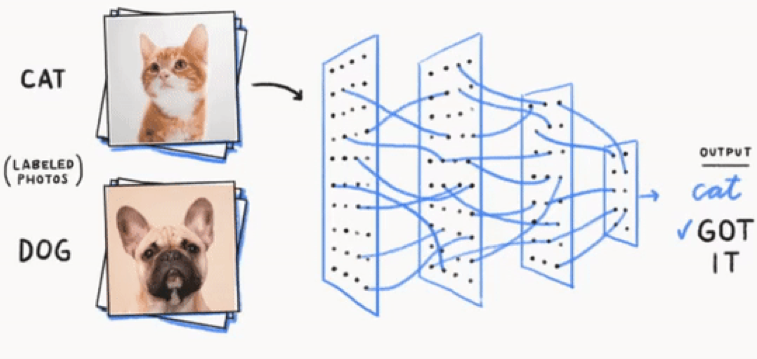 CAT
(LABELED
PHOTOS)
DOG
OUTPUT
cat
✓GOT
IT